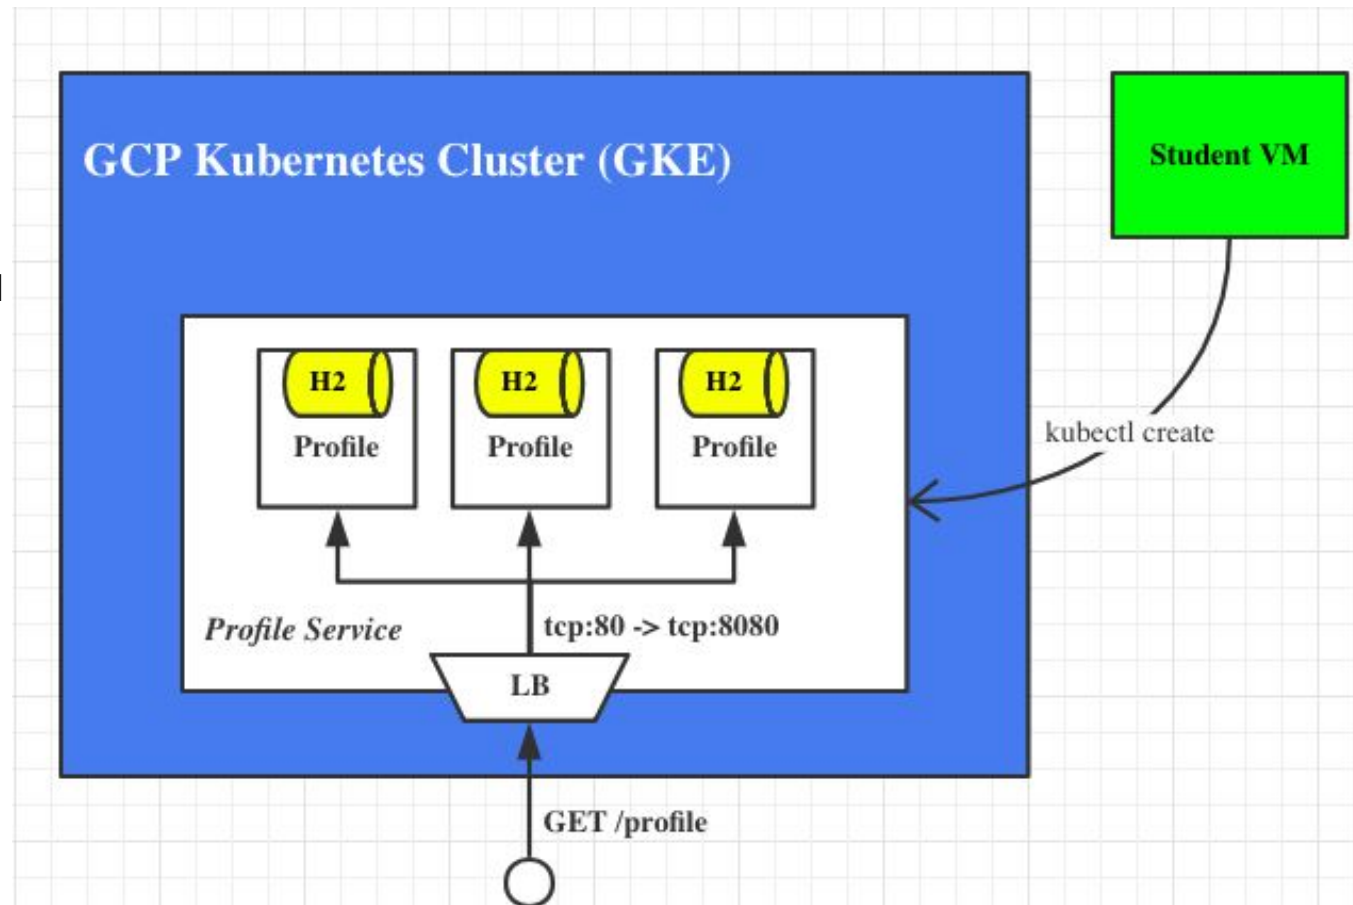 GCP Kubernetes Cluster (GKE)
Student VM
H2
H2
H2
Profile
Profile
Profile
kubectl create
Profile Service
tcp:80 -> tcp:8080
LB
GET /profile